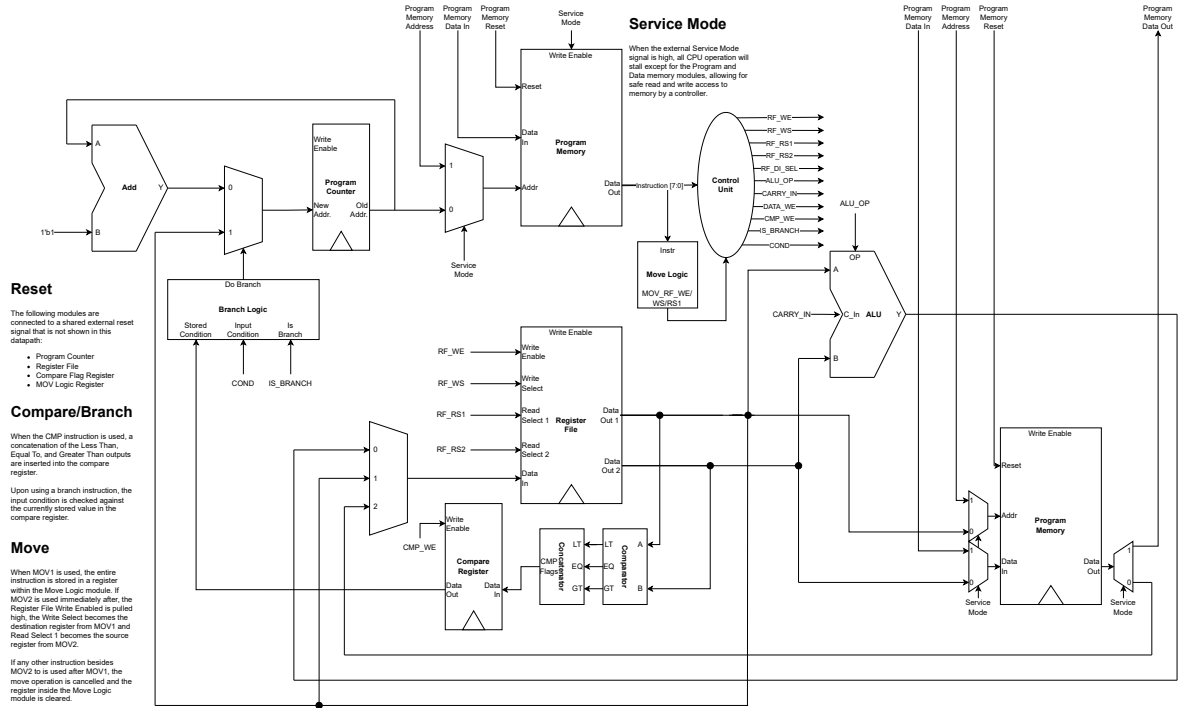 Program
Memory
Address
Program
Memory
Data In
Program
Memory
Reset
Service
Mode
Service Mode
When the external Service Mode
signal is high, all CPU operation will
stall except for the Program and
Data memory modules, allowing for
safe read and write access to
memory by a controller.
Program
Memory
Data In
Program
Memory
Address
Program
Memory
Reset
Program
Memory
Data Out
Write Enable
Reset
Data
In
Program
Memory
Addr
Data
Out
Instruction [7:0]
Control
Unit
RF_WE
RF_WS
RF_RS1
RF_RS2
RF_DI_SEL
ALU_OP
CARRY_IN
DATA_WE
CMP_WE
IS_BRANCH
COND
A
Add
Y
B
1'b1
0
1
Write
Enable
Program
Counter
New
Addr.
Old
Addr.
1
0
Service
Mode
Instr
Move Logic
MOV_RF_WE/
WS/RS1
ALU_OP
OP
A
CARRY_IN
C_In
ALU
Y
B
Do Branch
Branch Logic
Stored
Condition
Input
Condition
Is
Branch
COND
IS_BRANCH
Reset
The following modules are
connected to a shared external reset
signal that is not shown in this
datapath:
• Program Counter
• Register File
• Compare Flag Register
• MOV Logic Register
Compare/Branch
When the CMP instruction is used, a
concatenation of the Less Than,
Equal To, and Greater Than outputs
are inserted into the compare
register.
Upon using a branch instruction, the
input condition is checked against
the currently stored value in the
compare register.
Move
When MOV1 is used, the entire
instruction is stored in a register
within the Move Logic module. If
MOV2 is used immediately after, the
Register File Write Enabled is pulled
high, the Write Select becomes the
destination register from MOV1 and
Read Select 1 becomes the source
register from MOV2.
If any other instruction besides
MOV2 to is used after MOV1, the
move operation is cancelled and the
register inside the Move Logic
module is cleared.
0
1
2
RF_WE
RF_WS
RF_RS1
RF_RS2
Write Enable
Write
Enable
Write
Select
Read
Select 1
Register
File
Read
Select 2
Data
In
Data
Out 1
Data
Out 2
CMP_WE
Write
Enable
Compare
Register
Data
Out
Data
In
CMP
Flags
Concatenator
LT
EQ
GT
LT
EQ
GT
Comparator
A
B
1
0
1
0
Service
Mode
Write Enable
Reset
Addr
Program
Memory
Data
In
Data
Out
1
0
Service
Mode